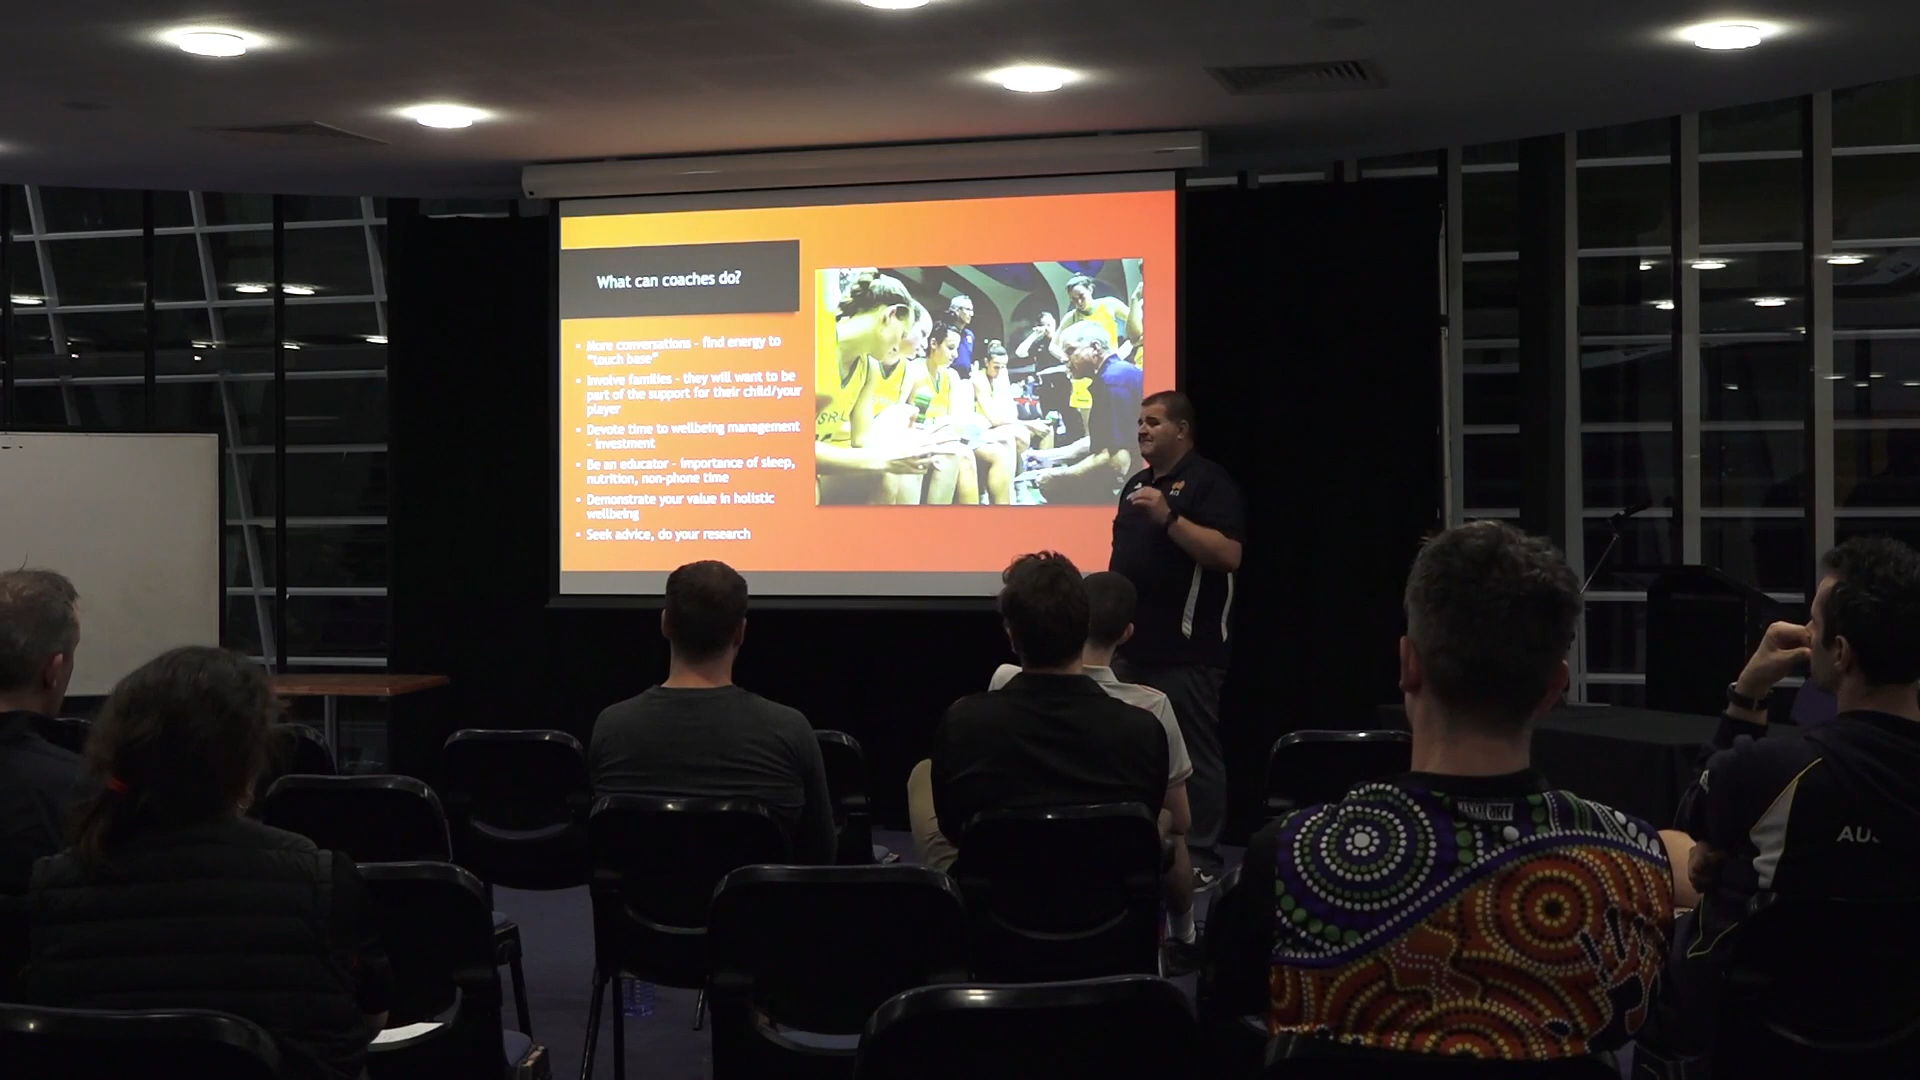 What can coaches do?
• More conversations - find energy to
"touch base"
• Involve families - they will want to be
part of the support for their child/your
player
• Devote time to wellbeing management
- investment
• Be an educator - importance of sleep,
nutrition, non-phone time
• Demonstrate your value in holistic
wellbeing
• Seek advice, do your research